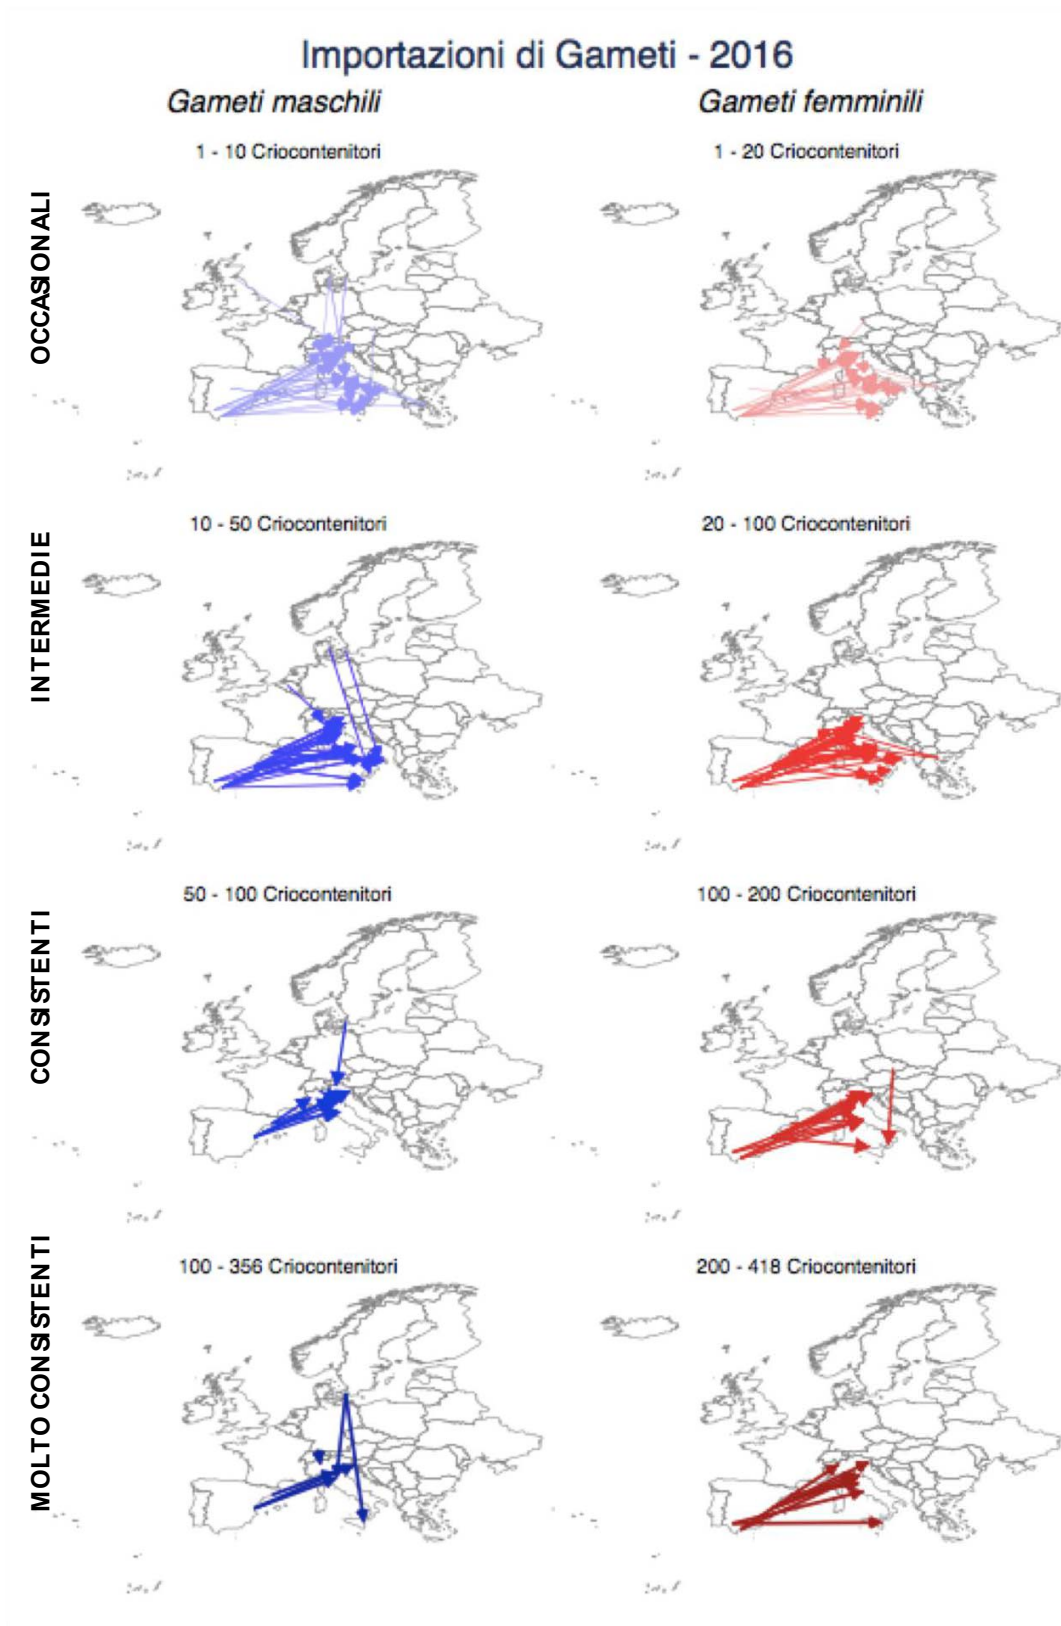 Importazioni di Gameti - 2016
Gameti maschili
Gameti femminili
OCCASIONALI
1 - 10 Criocontenitori
1 - 20 Criocontenitori
INTERMEDIE
10 - 50 Criocontenitori
20 - 100 Criocontenitori
CONSISTENTI
50 - 100 Criocontenitori
100 - 200 Criocontenitori
MOLTO CONSISTENTI
100 - 356 Criocontenitori
200 - 418 Criocontenitori